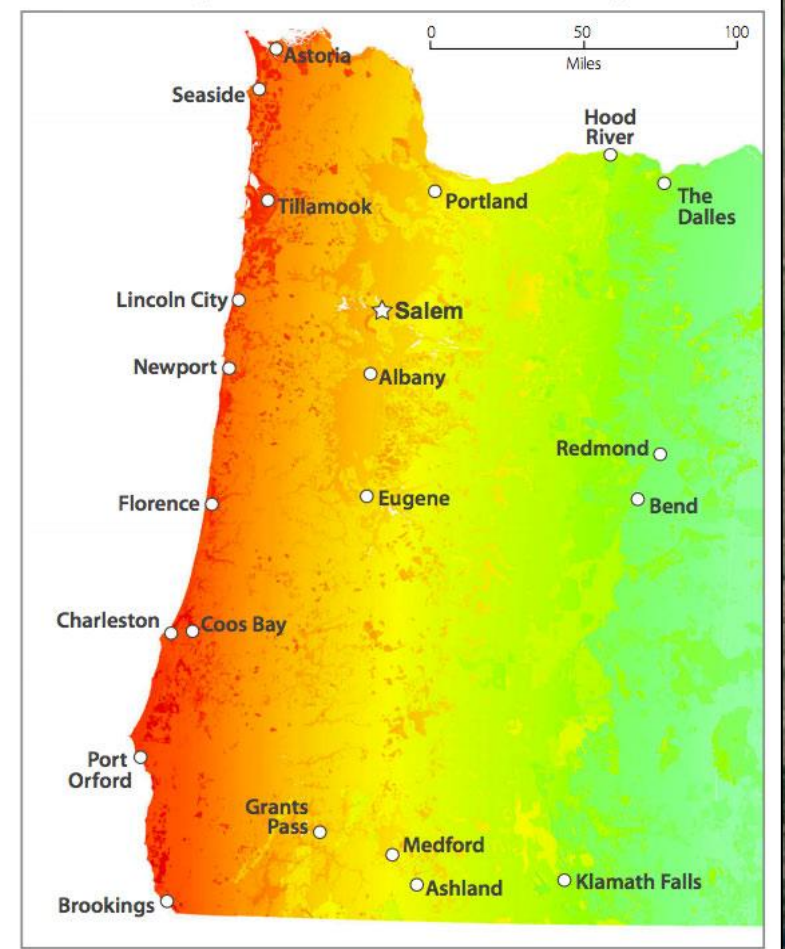 0 50 100
Miles
Astoria
Seaside
Hood
River
The
Dalles
Portland
Tillamook
Lincoln City
Salem
Newport
Albany
Redmond
Florence
Eugene
Bend
Charleston
Coos Bay
Port
Orford
Grants
Pass
Medford
Ashland
Klamath Falls
Brookings